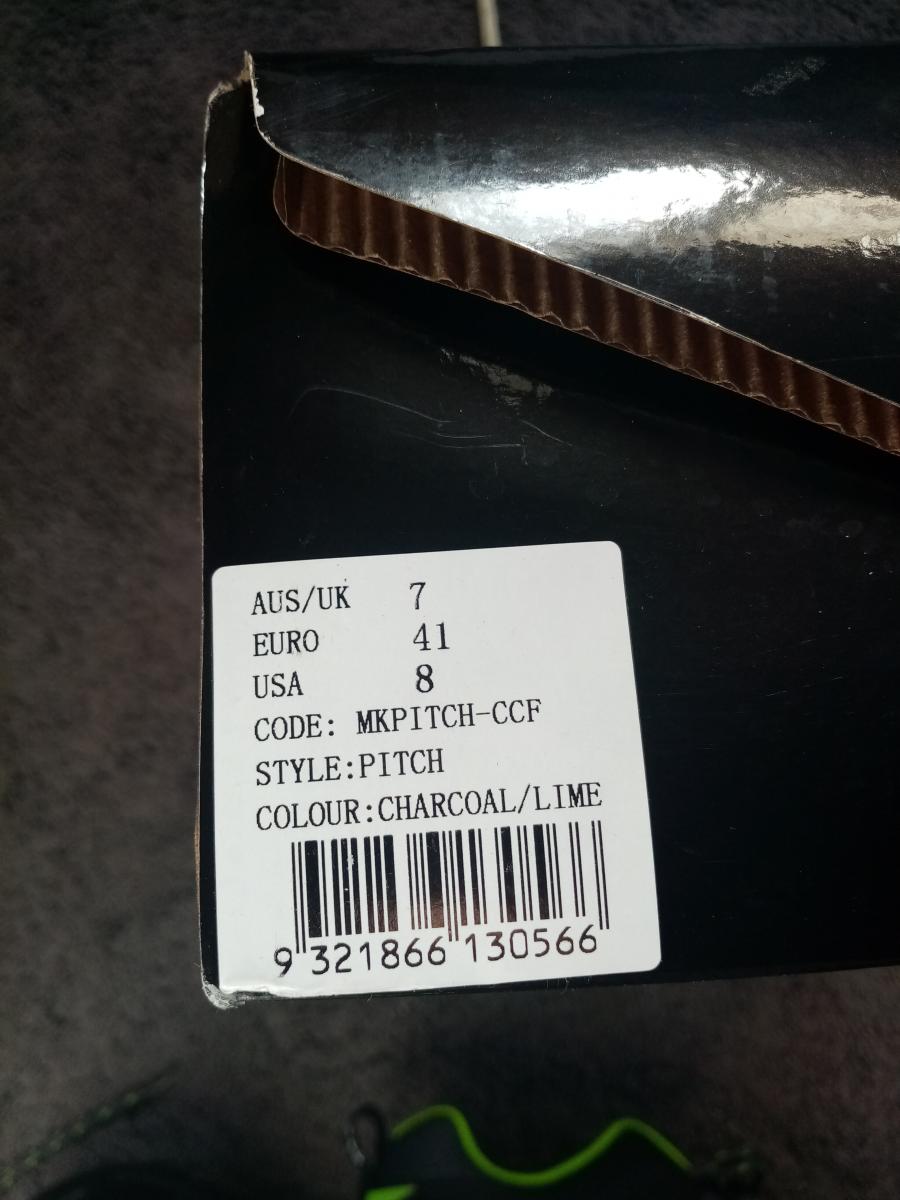 AUS/UK 7
EURO 41
USA 8
CODE: MKPITCH-CCF
STYLE:PITCH
COLOUR:CHARCOAL/LIME
9 321866 130566